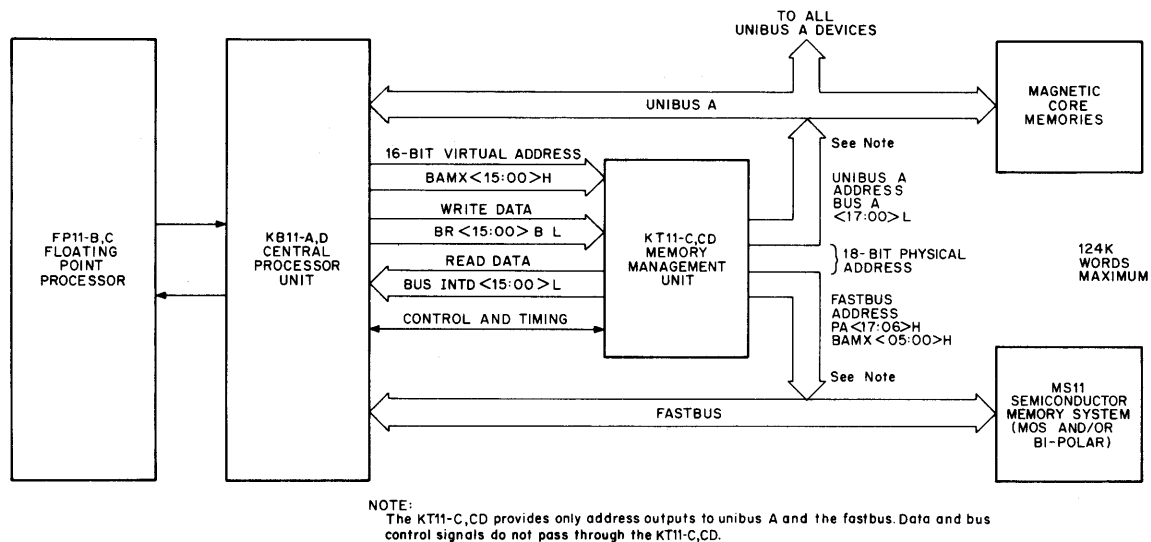 TO ALL
UNIBUS A DEVICES
FP11-B,C
FLOATING
POINT
PROCESSOR
KB11-A,D
CENTRAL
PROCESSOR
UNIT
UNIBUS A
MAGNETIC
CORE
MEMORIES
16-BIT VIRTUAL ADDRESS
BAMX<15:00>H
WRITE DATA
BR<15:00> B L
READ DATA
BUS INTD<15:00>L
CONTROL AND TIMING
KT11-C,CD
MEMORY
MANAGEMENT
UNIT
See Note
UNIBUS A
ADDRESS
BUS A
<17:00>L
18-BIT PHYSICAL
ADDRESS
124K
WORDS
MAXIMUM
FASTBUS
ADDRESS
PA<17:06>H
BAMX<05:00>H
See Note
FASTBUS
MS11
SEMICONDUCTOR
MEMORY SYSTEM
(MOS AND/OR
BI-POLAR)
NOTE:
The KT11-C,CD provides only address outputs to unibus A and the fastbus. Data and bus
control signals do not pass through the KT11-C,CD.